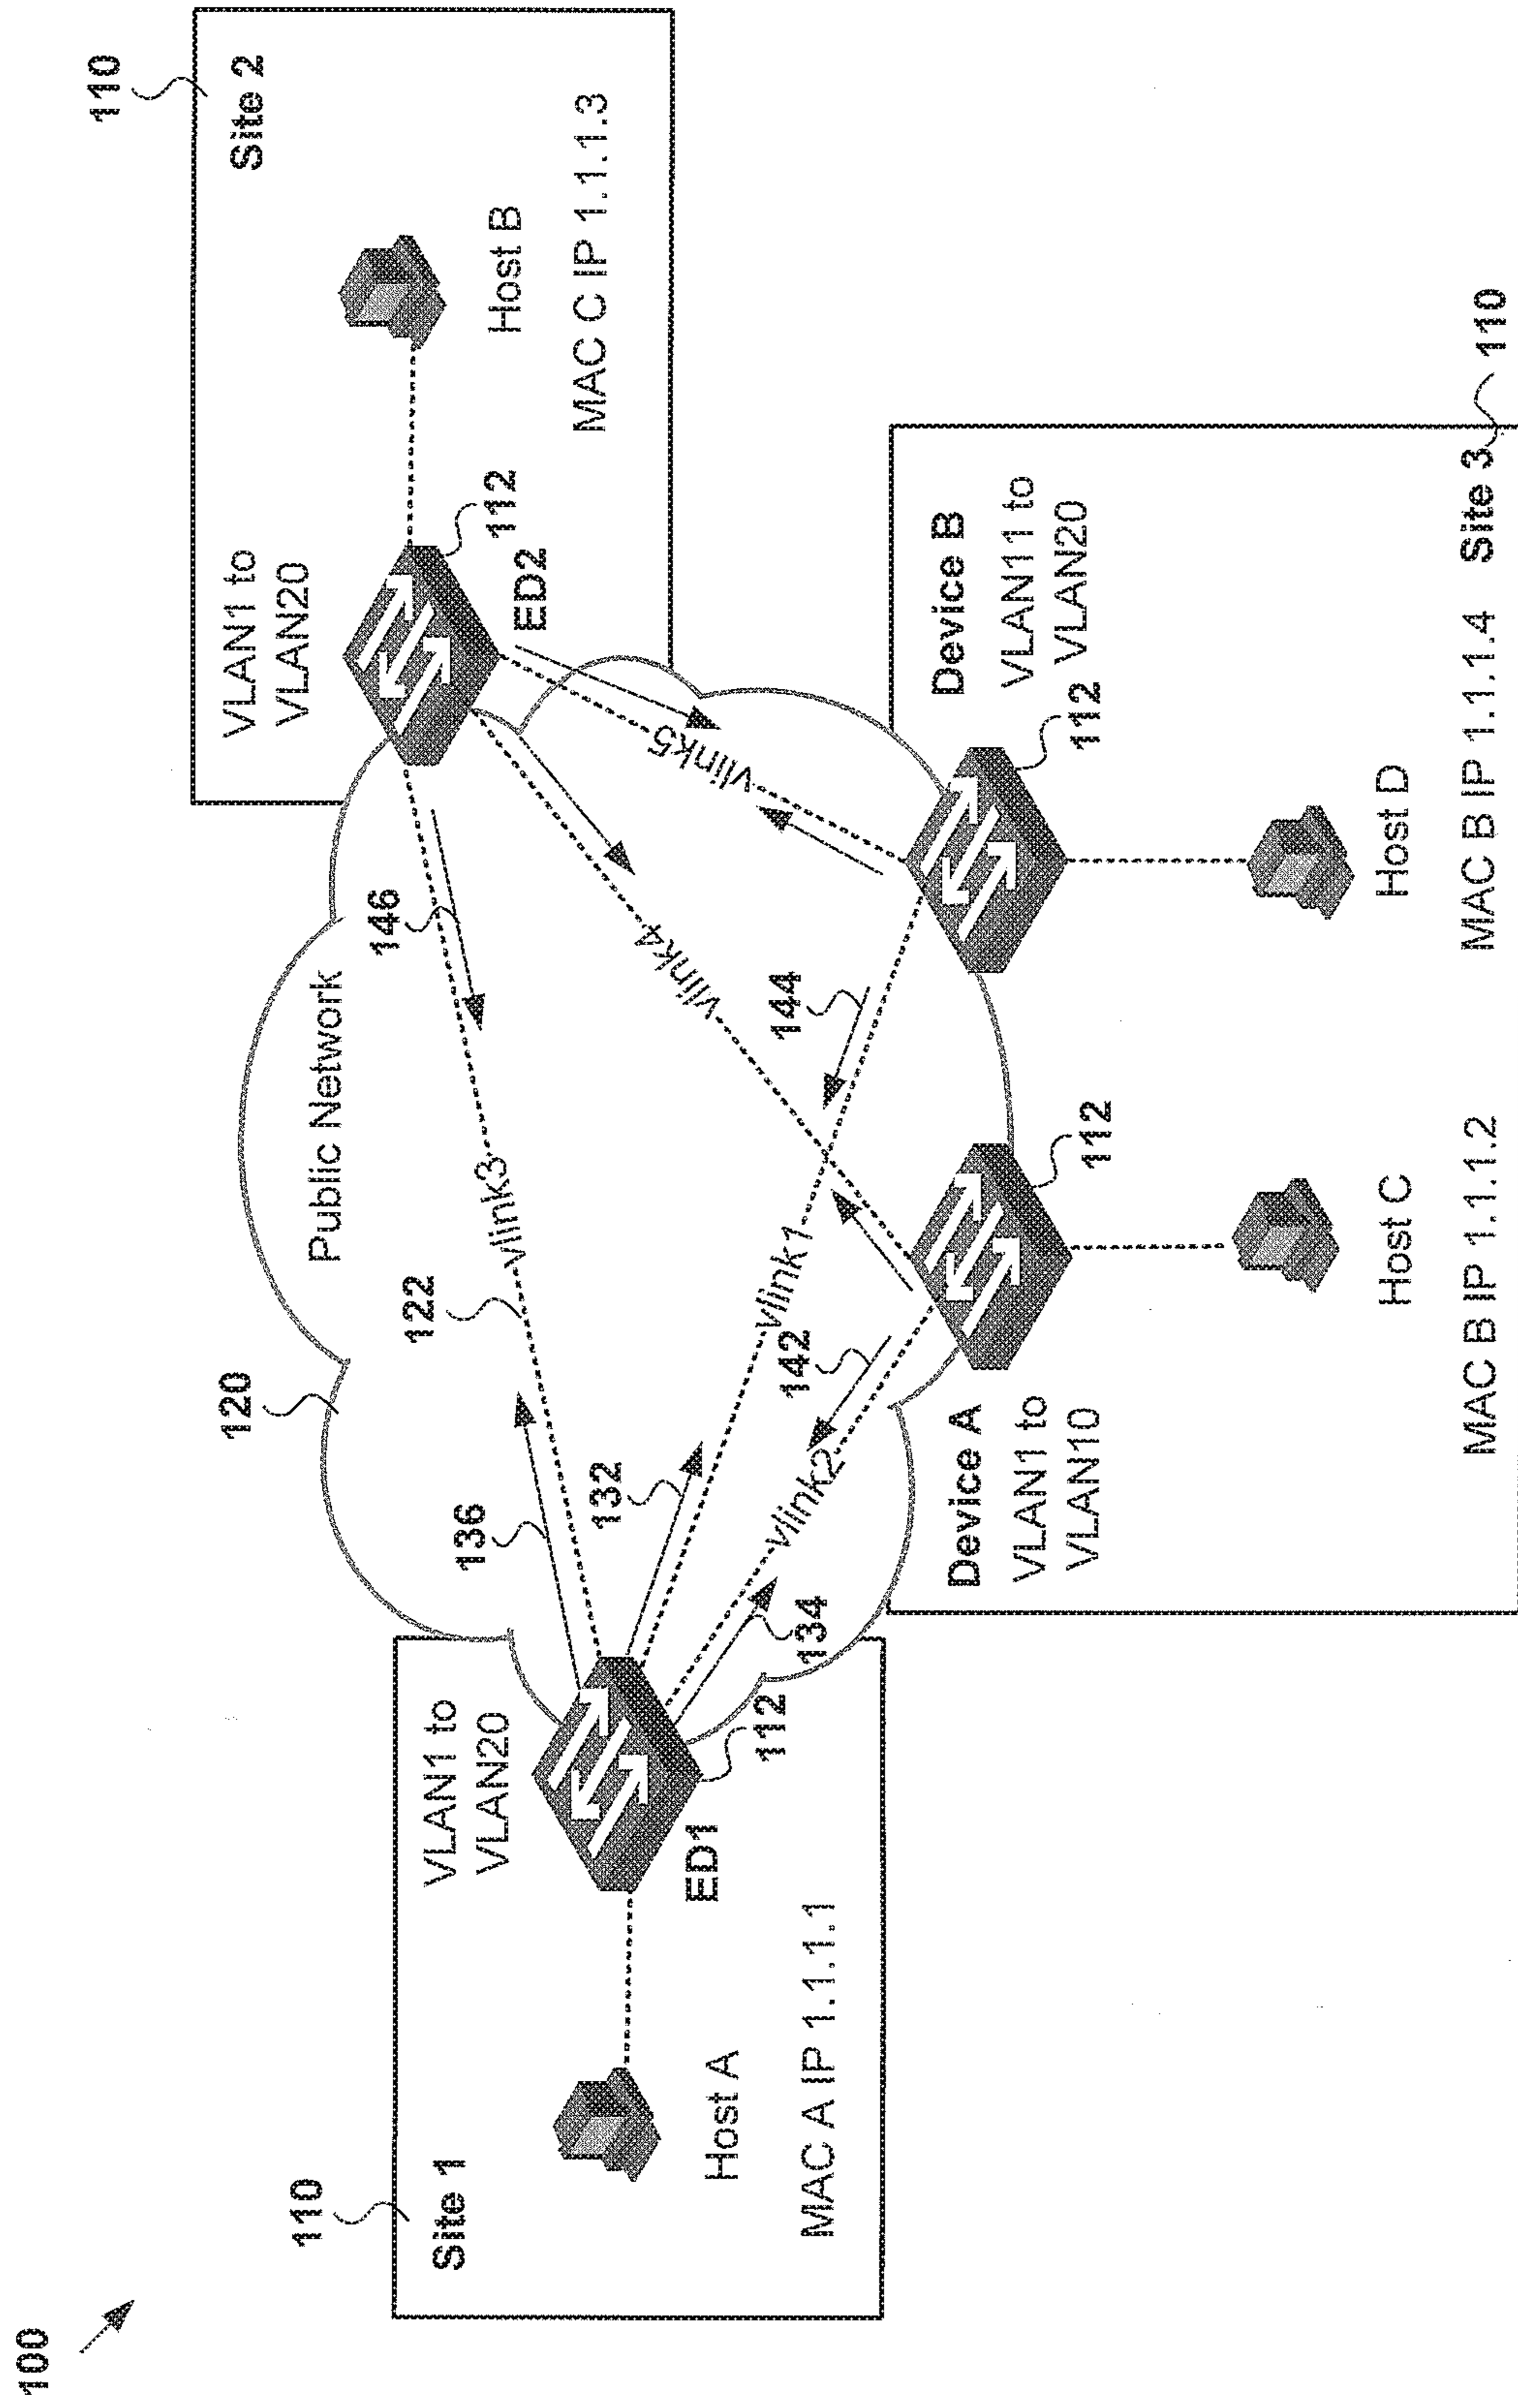 100
110
Site 1
VLAN1 to
VLAN20
Host A
ED1
112
MAC A IP 1.1.1.1
120
Public Network
136
132
134
122
vlink3
vlink1
vlink2
142
144
146
vlink4
vlink5
110
Site 2
VLAN1 to
VLAN20
112
ED2
Host B
MAC C IP 1.1.1.3
Device A
VLAN1 to
VLAN10
112
Device B
VLAN11 to
VLAN20
112
Host C
Host D
MAC B IP 1.1.1.2
MAC B IP 1.1.1.4
Site 3
110